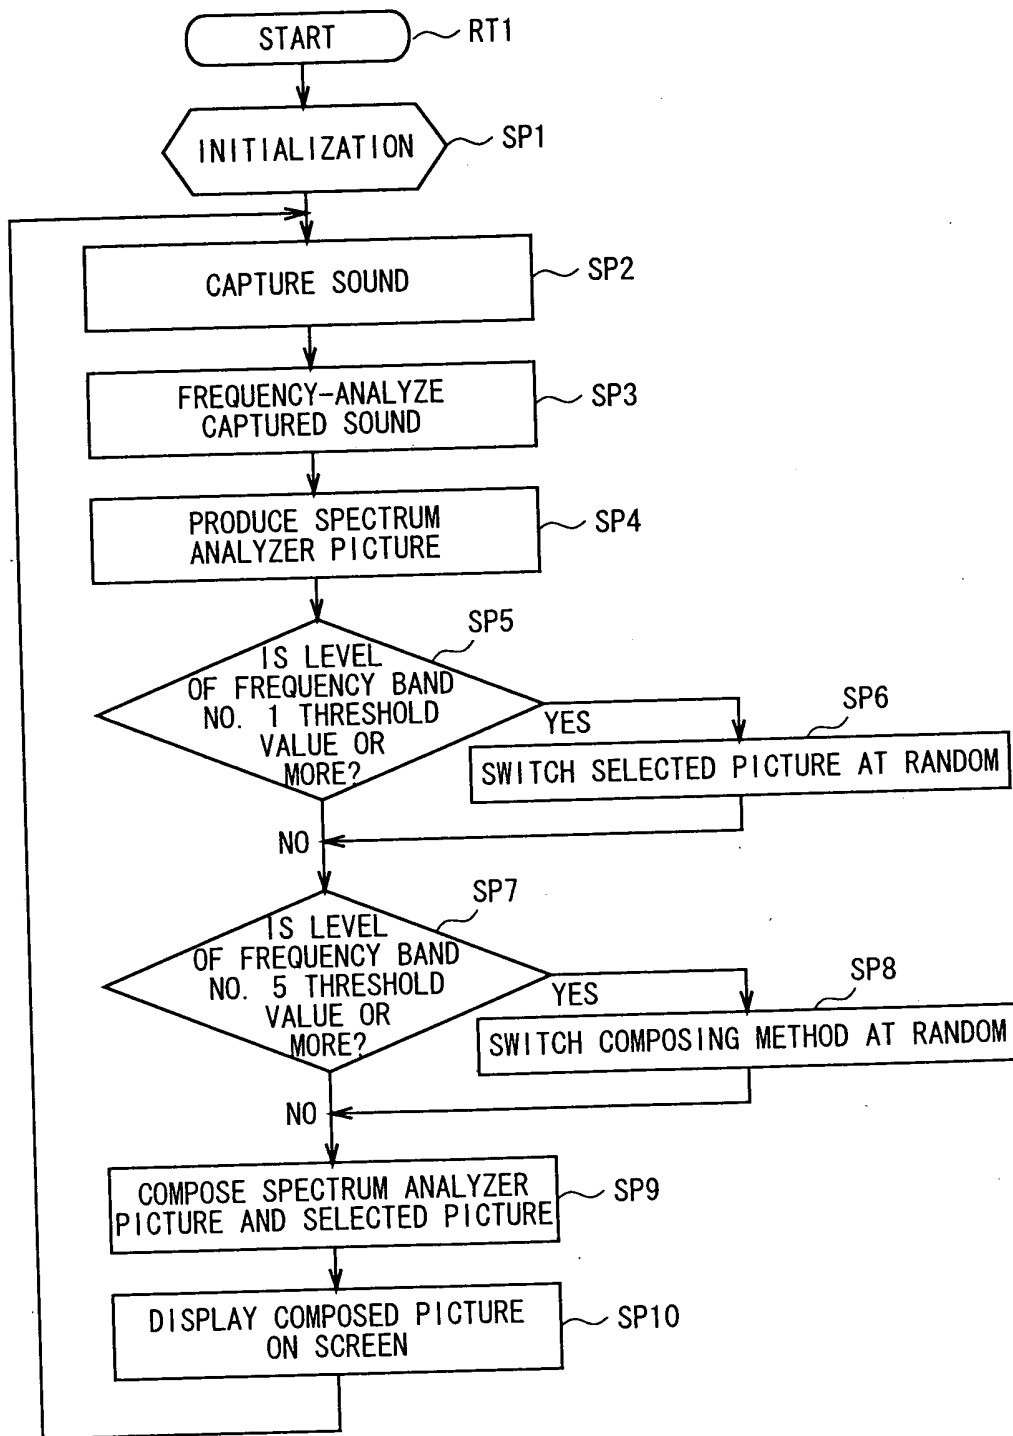 START
RT1
INITIALIZATION
SP1
CAPTURE SOUND
SP2
FREQUENCY-ANALYZE
CAPTURED SOUND
SP3
PRODUCE SPECTRUM
ANALYZER PICTURE
SP4
SP5
IS LEVEL
OF FREQUENCY BAND
NO. 1 THRESHOLD
VALUE OR
MORE?
YES
SP6
SWITCH SELECTED PICTURE AT RANDOM
NO
SP7
IS LEVEL
OF FREQUENCY BAND
NO. 5 THRESHOLD
VALUE OR
MORE?
YES
SP8
SWITCH COMPOSING METHOD AT RANDOM
NO
COMPOSE SPECTRUM ANALYZER
PICTURE AND SELECTED PICTURE
SP9
DISPLAY COMPOSED PICTURE
ON SCREEN
SP10